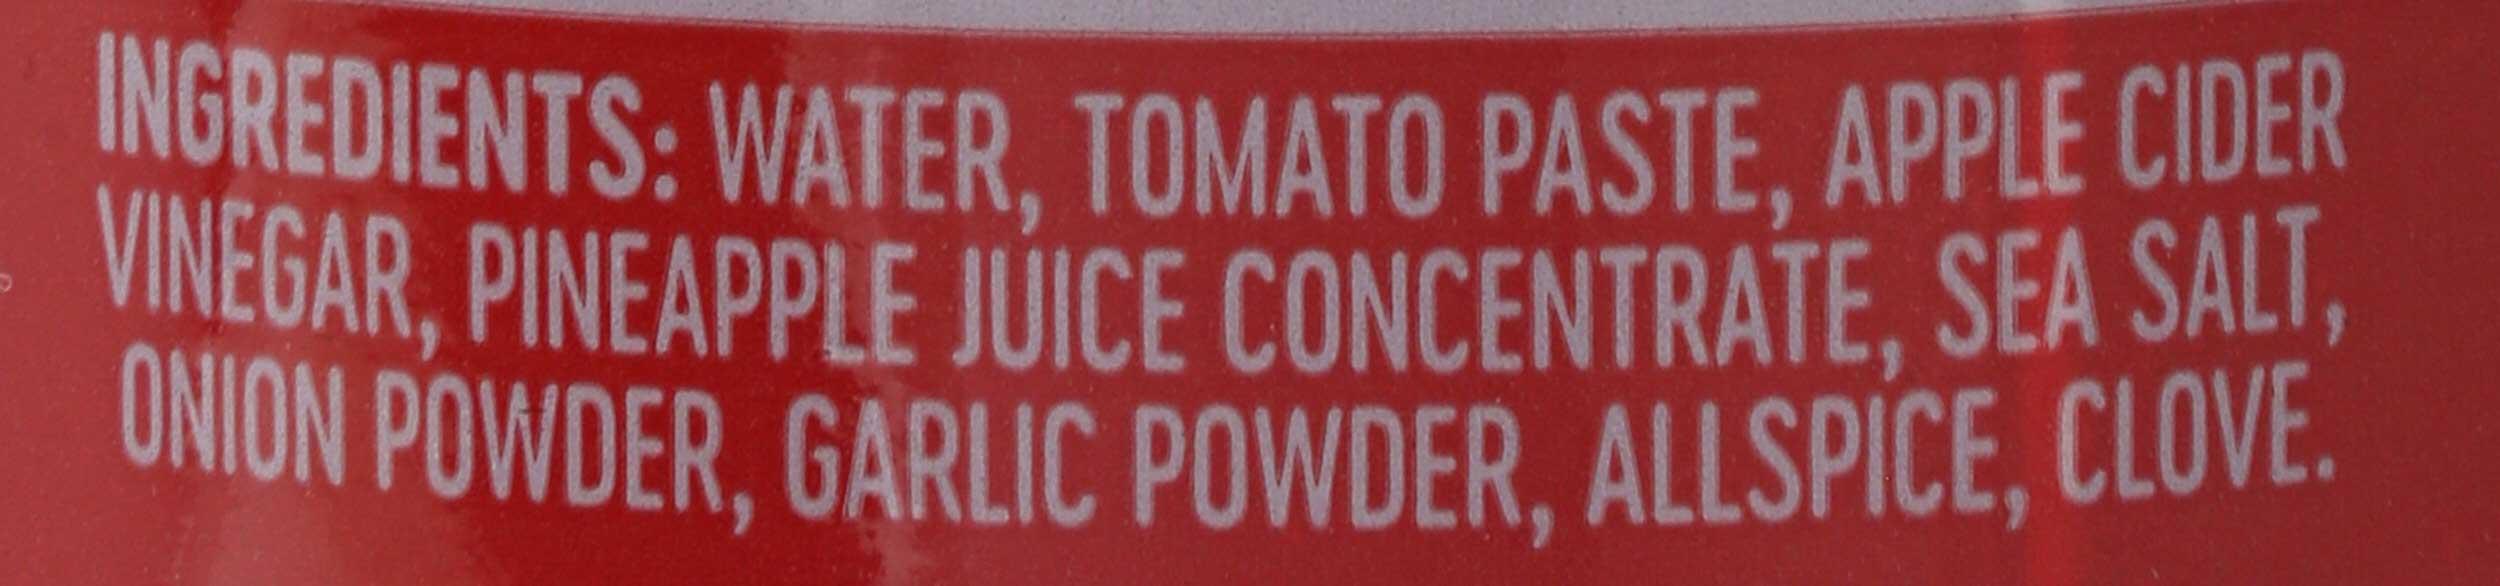 INGREDIENTS: WATER, TOMATO PASTE, APPLE CIDER
VINEGAR, PINEAPPLE JUICE CONCENTRATE, SEA SALT,
ONION POWDER, GARLIC POWDER, ALLSPICE, CLOVE.